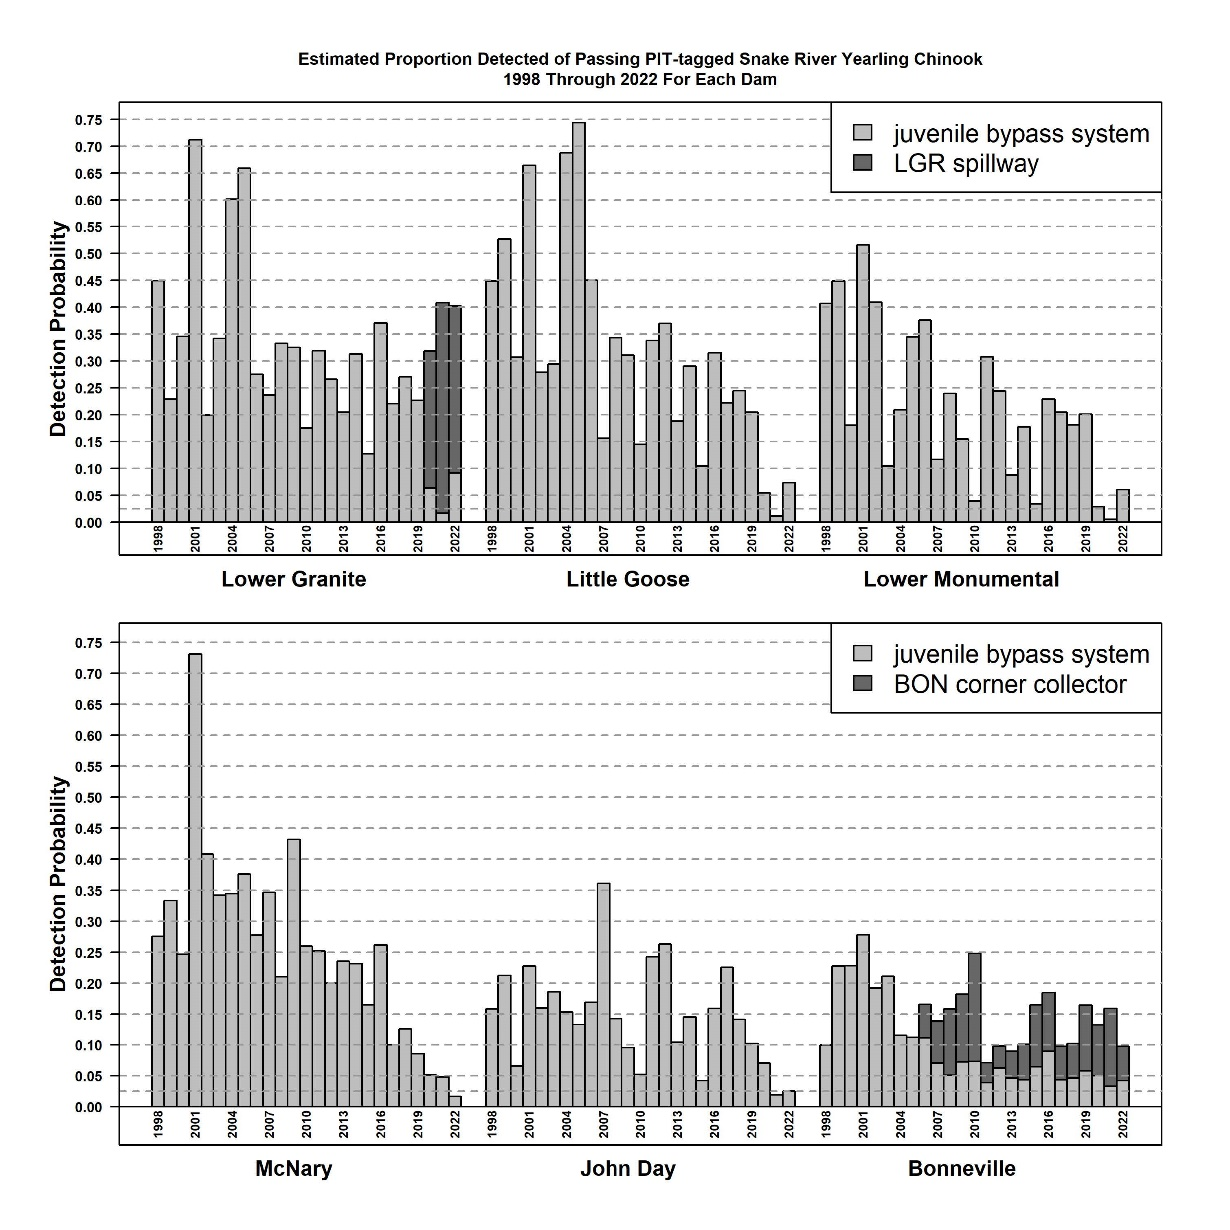 Estimated Proportion Detected of Passing PIT-tagged Snake River Yearling Chinook
1998 Through 2022 For Each Dam
juvenile bypass system
LGR spillway
Detection Probability
0.75
0.70
0.65
0.60
0.55
0.50
0.45
0.40
0.35
0.30
0.25
0.20
0.15
0.10
0.05
0.00
1998 2001 2004 2007 2010 2013 2016 2019 2022 1998 2001 2004 2007 2010 2013 2016 2019 2022 1998 2001 2004 2007 2010 2013 2016 2019 2022
Lower Granite Little Goose Lower Monumental
juvenile bypass system
BON corner collector
Detection Probability
0.75
0.70
0.65
0.60
0.55
0.50
0.45
0.40
0.35
0.30
0.25
0.20
0.15
0.10
0.05
0.00
1998 2001 2004 2007 2010 2013 2016 2019 2022 1998 2001 2004 2007 2010 2013 2016 2019 2022 1998 2001 2004 2007 2010 2013 2016 2019 2022
McNary John Day Bonneville